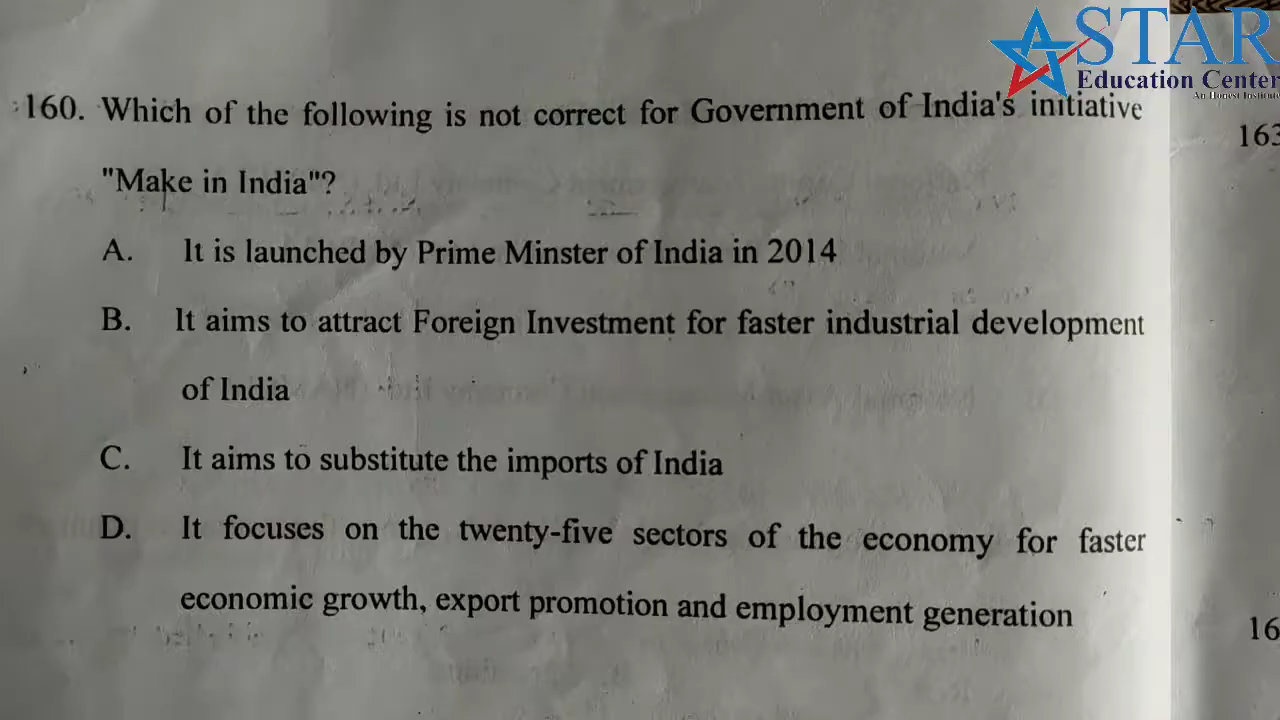 STAR
Education Center
An Honest Institute
160. Which of the following is not correct for Government of India's initiative
"Make in India"?
A. It is launched by Prime Minster of India in 2014
B. It aims to attract Foreign Investment for faster industrial development
of India
C. It aims to substitute the imports of India
D. It focuses on the twenty-five sectors of the economy for faster
economic growth, export promotion and employment generation
163
16